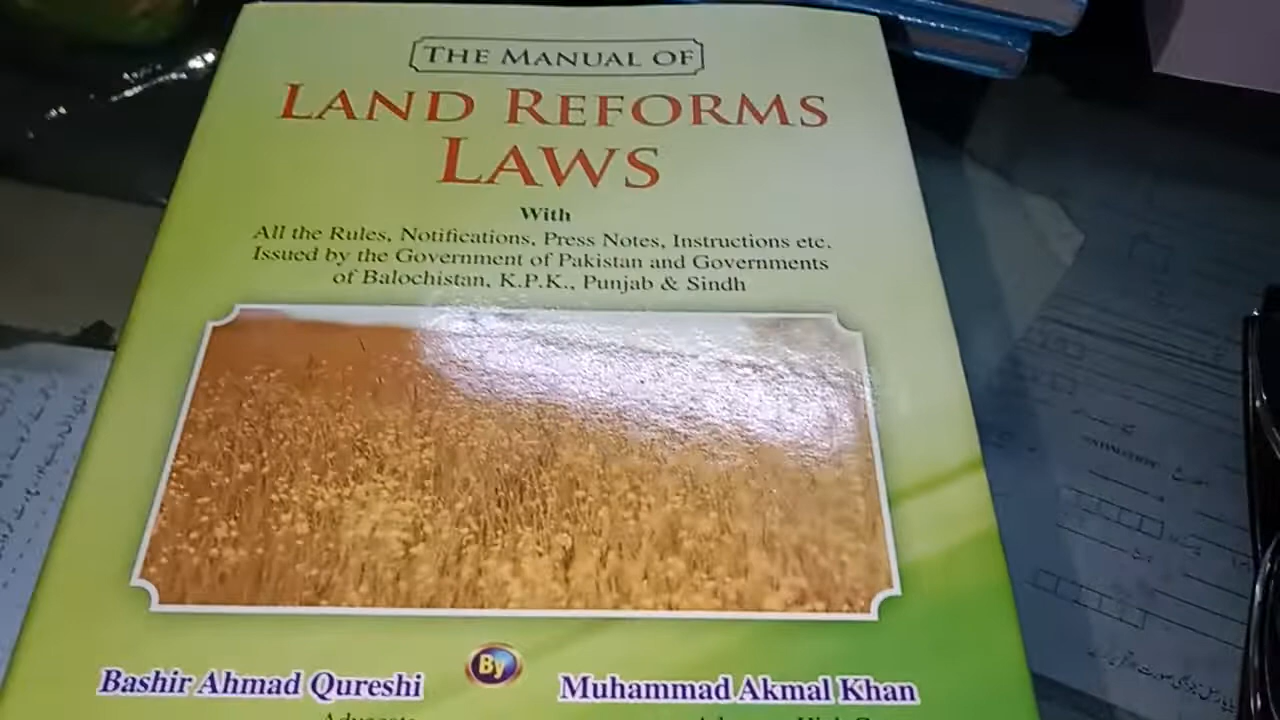 THE MANUAL OF
LAND REFORMS
LAWS
With
All the Rules, Notifications, Press Notes, Instructions etc.
Issued by the Government of Pakistan and Governments
of Balochistan, K.P.K., Punjab & Sindh
By
Bashir Ahmad Qureshi
Muhammad Akmal Khan
Advocate